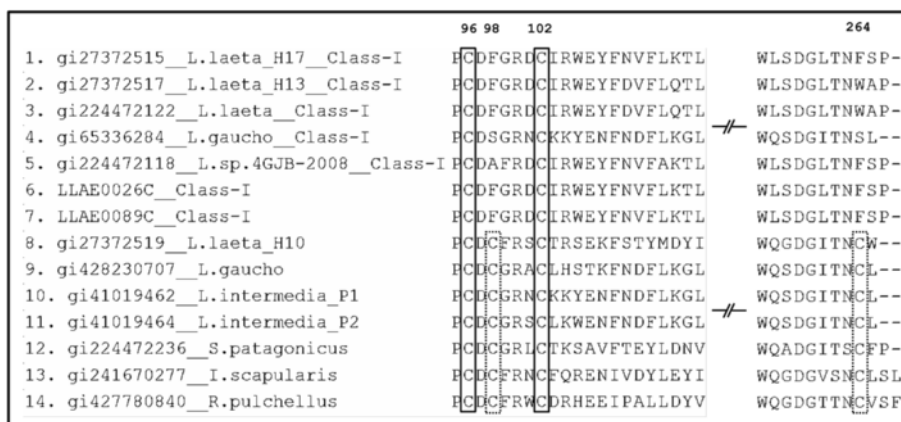 96 98 102 264
1. gi27372515__L.laeta_H17__Class-I PCDFGRDCIRWEYFNVFLKTL WLSDGLTNFSP-
2. gi27372517__L.laeta_H13__Class-I PCDFGRDCIRWEYFDVFLQTL WLSDGLTNWAP-
3. gi224472122__L.laeta__Class-I PCDFGRDCIRWEYFDVFLQTL WLSDGLTNWAP-
4. gi65336284__L.gaucho__Class-I PCDSGRNCKKYENFNDFLKGL WQSDGITNSL--
5. gi224472118__L.sp.4GJB-2008__Class-I PCDAFRDCIRWEYFNVFAKTL WLSDGLTNFSP-
6. LLAE0026C__Class-I PCDFGRDCIRWEYFNVFLKTL WLSDGLTNFSP-
7. LLAE0089C__Class-I PCDFGRDCIRWEYFNVFLKTL WLSDGLTNFSP-
8. gi27372519__L.laeta_H10 PCDCFRSCTRSEKFSTYMDYI WQGDGITNCW--
9. gi428230707__L.gaucho PCDCGRACLHSTKFNDFLKGL WQSDGITNCL--
10. gi41019462__L.intermedia_P1 PCDCGRNCKKYENFNDFLKGL WQSDGITNCL--
11. gi41019464__L.intermedia_P2 PCDCGRSCLKWENFNDFLKGL WQSDGITNCL--
12. gi224472236__S.patagonicus PCDCGRLCTKSAVFTEYLDNV WQADGITSCFP-
13. gi241670277__I.scapularis PCDCFRNCFQRENIVDYLEYI WQGDGVSNCLSL
14. gi427780840__R.pulchellus PCDCFRWCDRHEEIPALLDYV WQGDGTTNCVSF